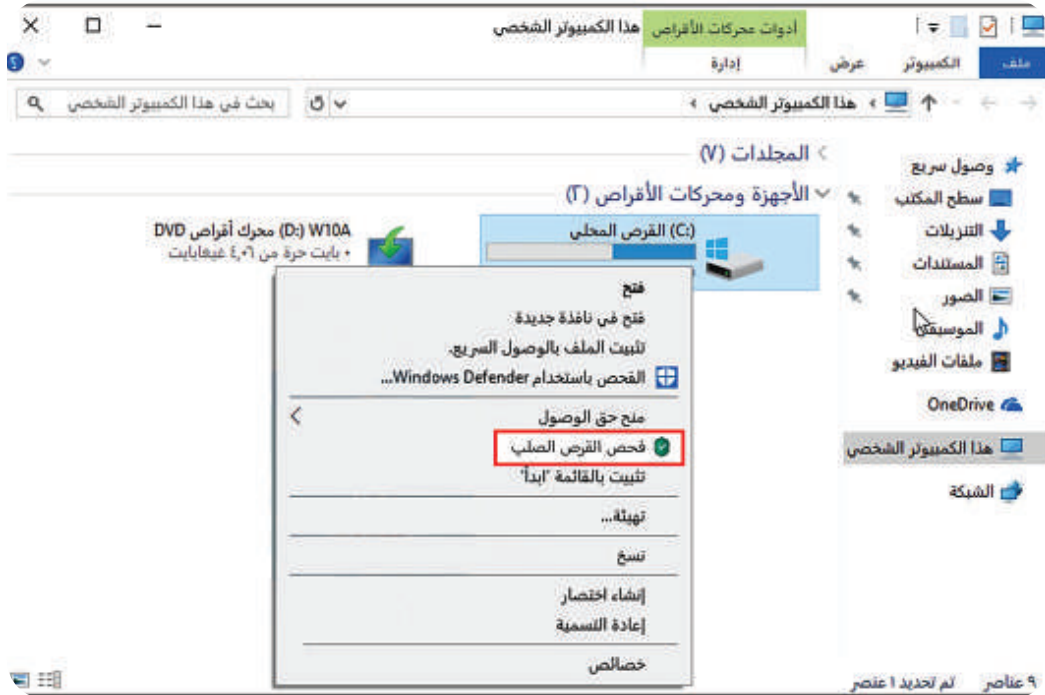 أدوات محركات الأقراص
هذا الكمبيوتر الشخصي
ملف
الكمبيوتر
عرض
إدارة
هذا الكمبيوتر الشخصي
بحث في هذا الكمبيوتر الشخصي
وصول سريع
سطح المكتب
التنزيلات
المستندات
الصور
الموسيقى
ملفات الفيديو
OneDrive
هذا الكمبيوتر الشخصي
الشبكة
المجلدات (٧)
الأجهزة ومحركات الأقراص (٢)
(C:) القرص المحلي
(D:) W10A محرك أقراص DVD
٠ بايت حرة من ٤,٠٦ غيغابايت
فتح
فتح في نافذة جديدة
تثبيت الملف بالوصول السريع.
الفحص باستخدام Windows Defender...
منح حق الوصول
فحص القرص الصلب
تثبيت بالقائمة "ابدأ"
تهيئة...
نسخ
إنشاء اختصار
إعادة التسمية
خصائص
٩ عناصر
تم تحديد ١ عنصر